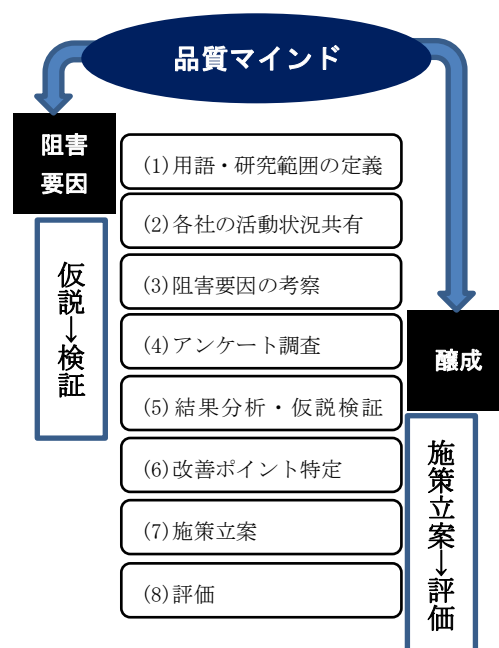 品質マインド
阻害
要因
(1)用語・研究範囲の定義
(2)各社の活動状況共有
(3)阻害要因の考察
(4)アンケート調査
(5)結果分析・仮説検証
(6)改善ポイント特定
(7)施策立案
(8)評価
仮説→検証
醸成
施策立案→評価